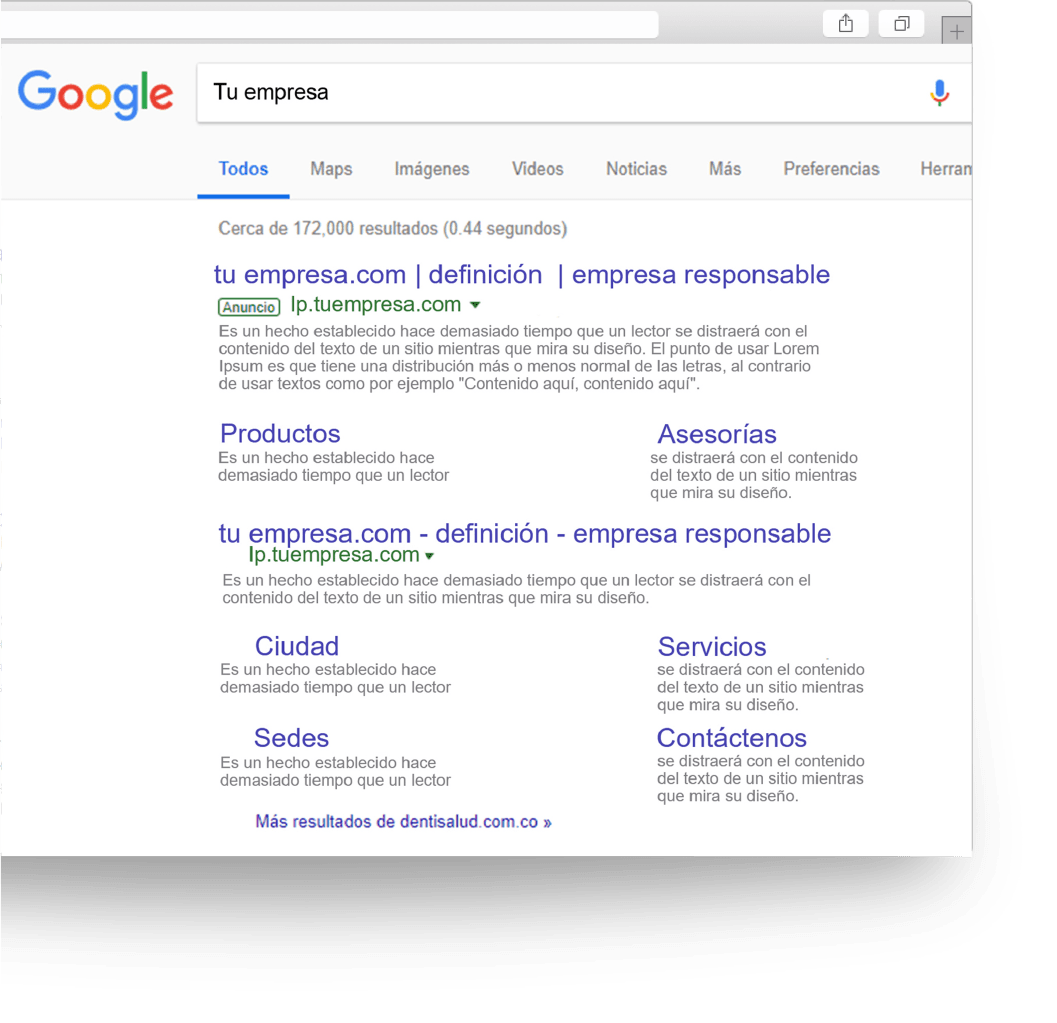 Google
Tu empresa
Todos Maps Imágenes Videos Noticias Más Preferencias Herram
Cerca de 172,000 resultados (0.44 segundos)
tu empresa.com | definición | empresa responsable
Anuncio lp.tuempresa.com
Es un hecho establecido hace demasiado tiempo que un lector se distraerá con el
contenido del texto de un sitio mientras que mira su diseño. El punto de usar Lorem
Ipsum es que tiene una distribución más o menos normal de las letras, al contrario
de usar textos como por ejemplo "Contenido aquí, contenido aquí".
Productos
Es un hecho establecido hace
demasiado tiempo que un lector
Asesorías
se distraerá con el contenido
del texto de un sitio mientras
que mira su diseño.
tu empresa.com - definición - empresa responsable
lp.tuempresa.com
Es un hecho establecido hace demasiado tiempo que un lector se distraerá con el
contenido del texto de un sitio mientras que mira su diseño.
Ciudad
Es un hecho establecido hace
demasiado tiempo que un lector
Servicios
se distraerá con el contenido
del texto de un sitio mientras
que mira su diseño.
Sedes
Es un hecho establecido hace
demasiado tiempo que un lector
Contáctenos
se distraerá con el contenido
del texto de un sitio mientras
que mira su diseño.
Más resultados de dentisalud.com.co »